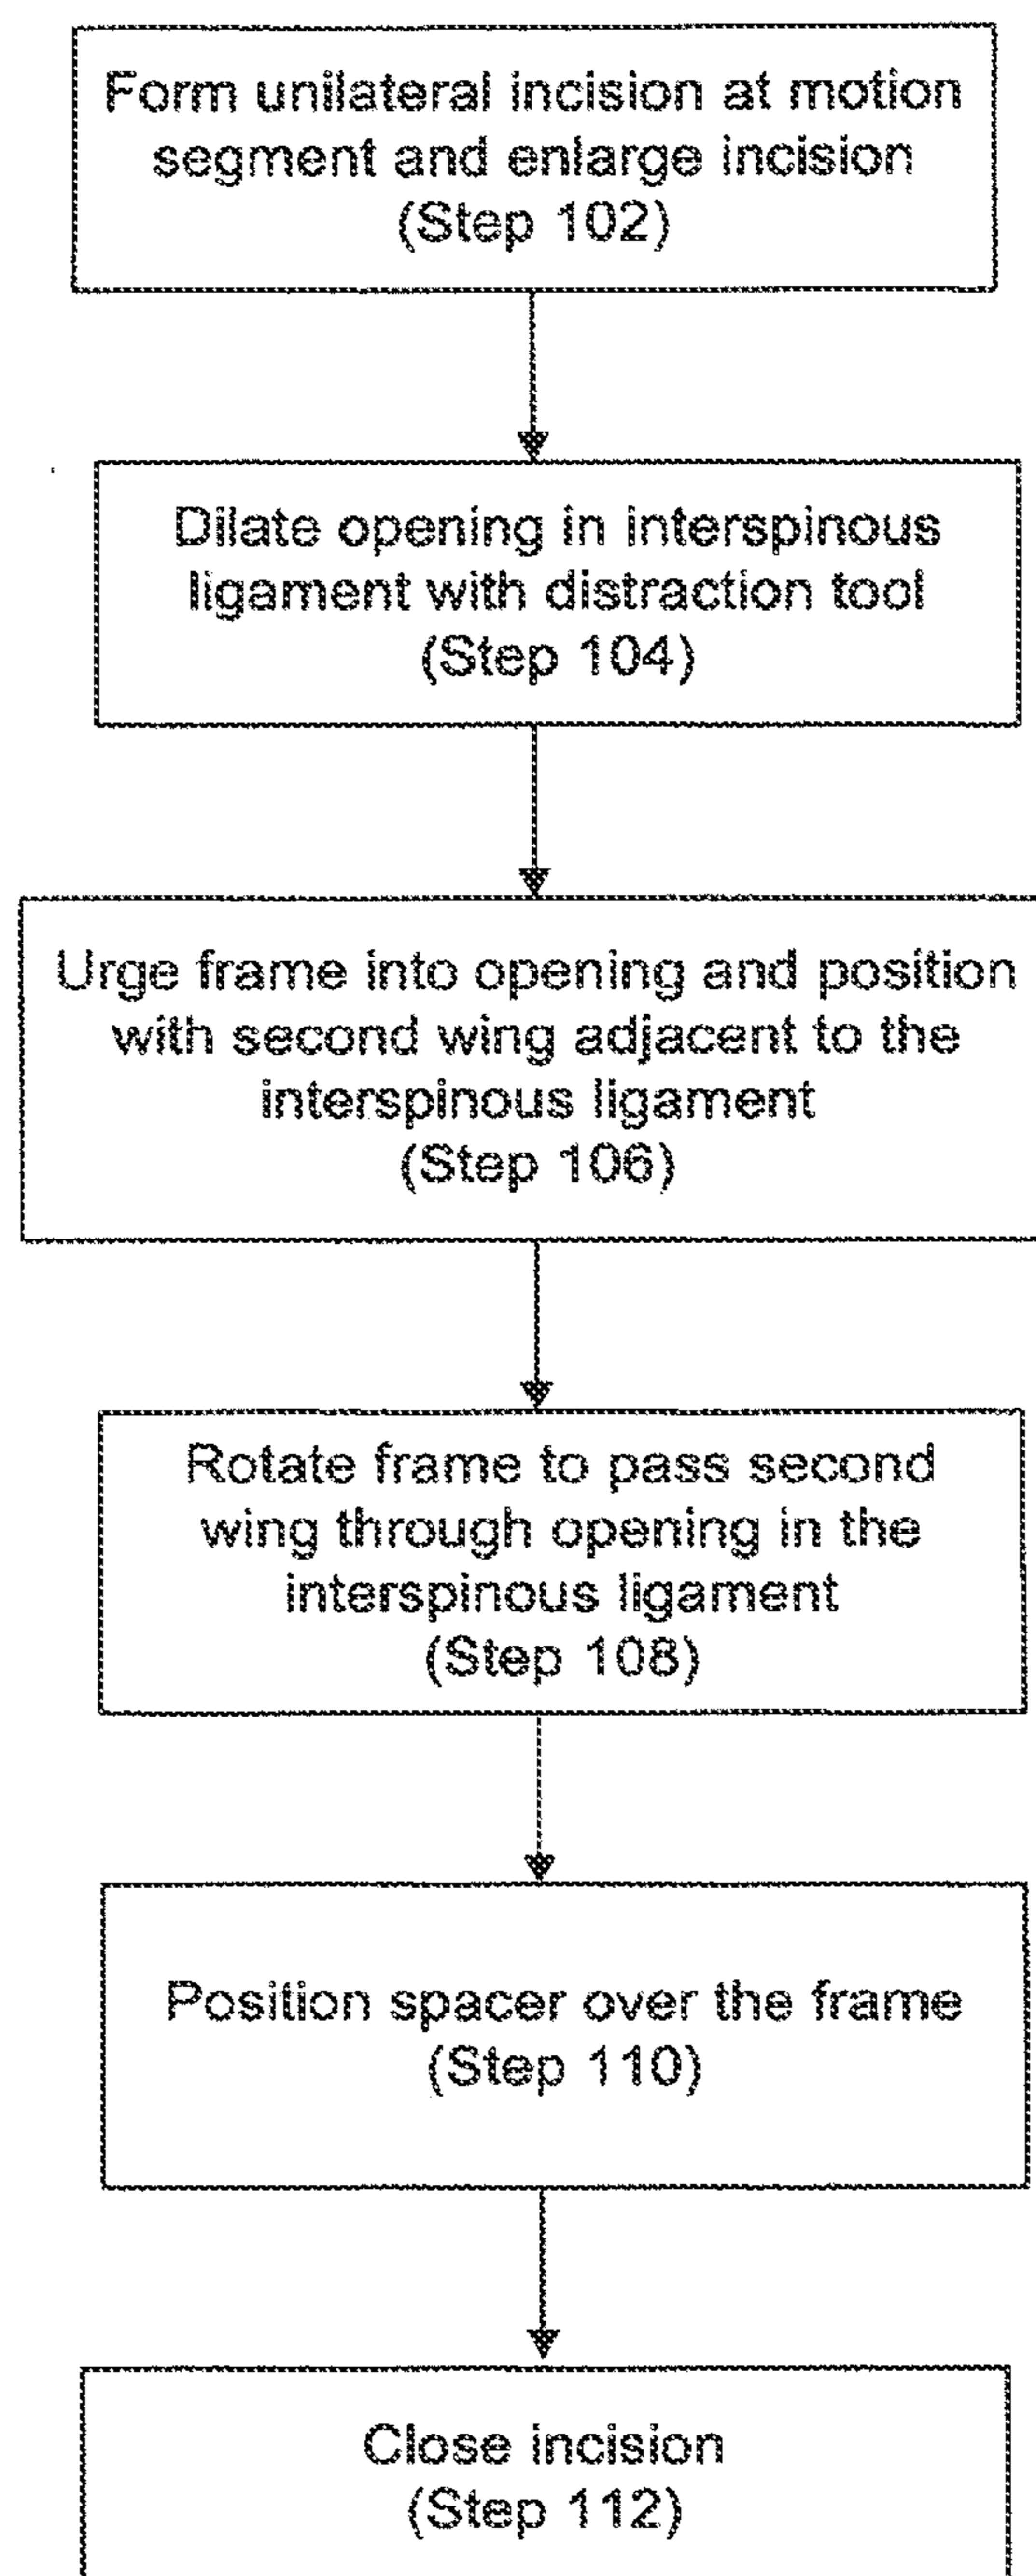 Form unilateral incision at motion
segment and enlarge incision
(Step 102)
Dilate opening in interspinous
ligament with distraction tool
(Step 104)
Urge frame into opening and position
with second wing adjacent to the
interspinous ligament
(Step 106)
Rotate frame to pass second
wing through opening in the
interspinous ligament
(Step 108)
Position spacer over the frame
(Step 110)
Close incision
(Step 112)